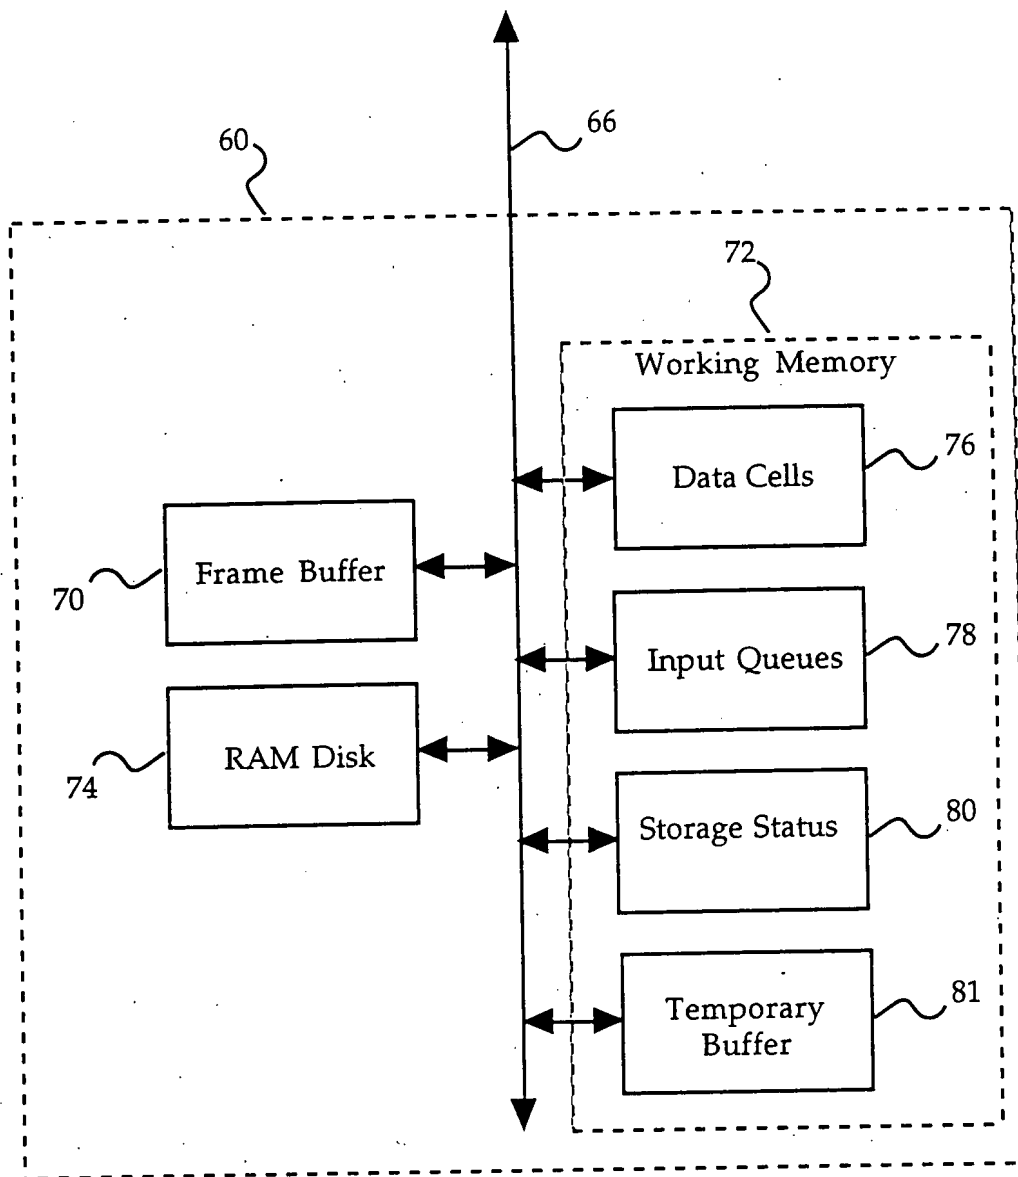 66
60
72
Working Memory
Data Cells
76
Frame Buffer
70
Input Queues
78
RAM Disk
74
Storage Status
80
Temporary
Buffer
81